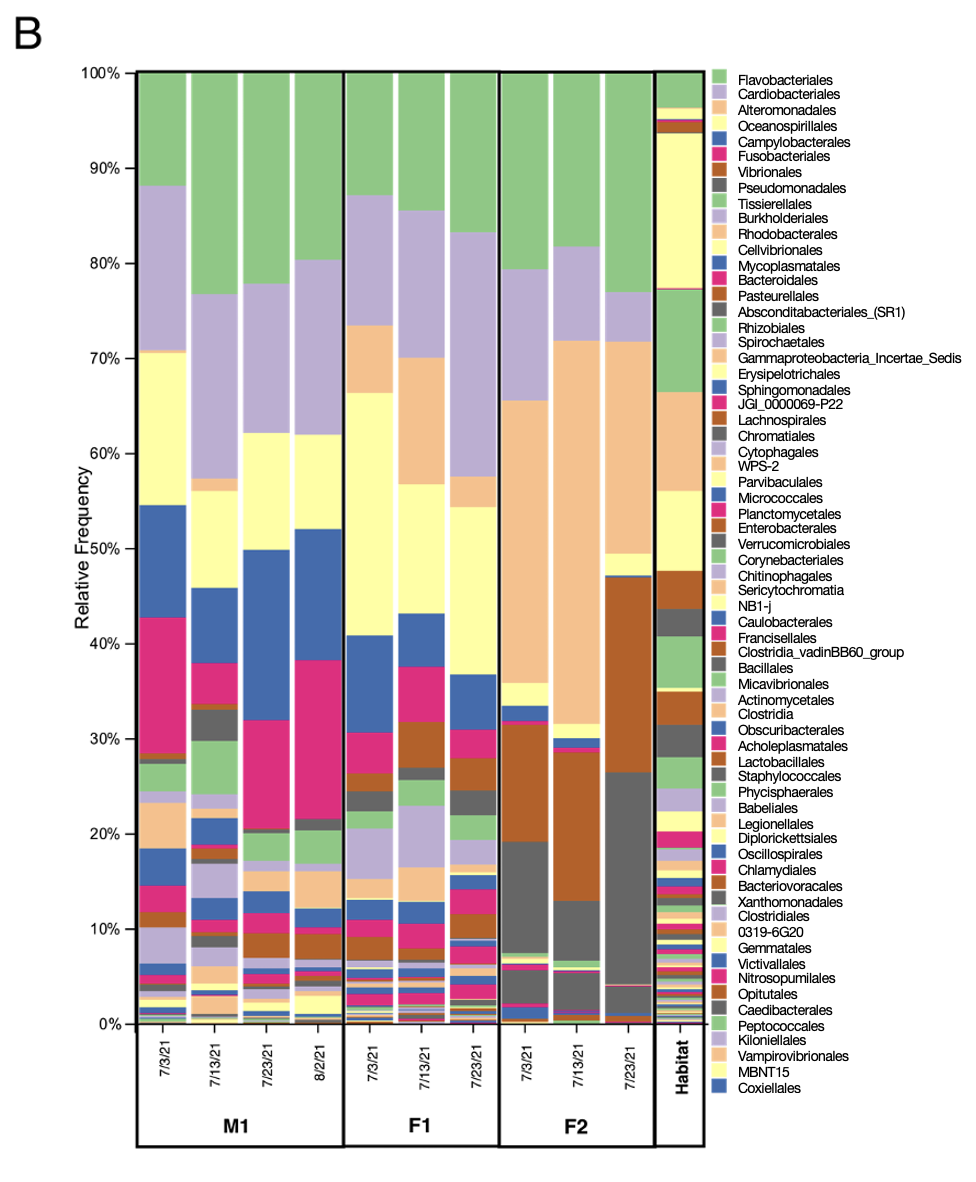 B
Relative Frequency
100%
90%
80%
70%
60%
50%
40%
30%
20%
10%
0%
7/3/21
7/13/21
7/23/21
8/2/21
7/3/21
7/13/21
7/23/21
7/3/21
7/13/21
7/23/21
Habitat
M1
F1
F2
Flavobacteriales
Cardiobacteriales
Alteromonadales
Oceanospirillales
Campylobacterales
Fusobacteriales
Vibrionales
Pseudomonadales
Tissierellales
Burkholderiales
Rhodobacterales
Cellvibrionales
Mycoplasmatales
Bacteroidales
Pasteurellales
Absconditabacteriales_(SR1)
Rhizobiales
Spirochaetales
Gammaproteobacteria_Incertae_Sedis
Erysipelotrichales
Sphingomonadales
JGI_0000069-P22
Lachnospirales
Chromatiales
Cytophagales
WPS-2
Parvibaculales
Micrococcales
Planctomycetales
Enterobacterales
Verrucomicrobiales
Corynebacteriales
Chitinophagales
Sericytochromatia
NB1-j
Caulobacterales
Francisellales
Clostridia_vadinBB60_group
Bacillales
Micavibrionales
Actinomycetales
Clostridia
Obscuribacterales
Acholeplasmatales
Lactobacillales
Staphylococcales
Phycisphaerales
Babeliales
Legionellales
Diplorickettsiales
Oscillospirales
Chlamydiales
Bacteriovoracales
Xanthomonadales
Clostridiales
0319-6G20
Gemmatales
Victivallales
Nitrosopumilales
Opitutales
Caedibacterales
Peptococcales
Kiloniellales
Vampirovibrionales
MBNT15
Coxiellales